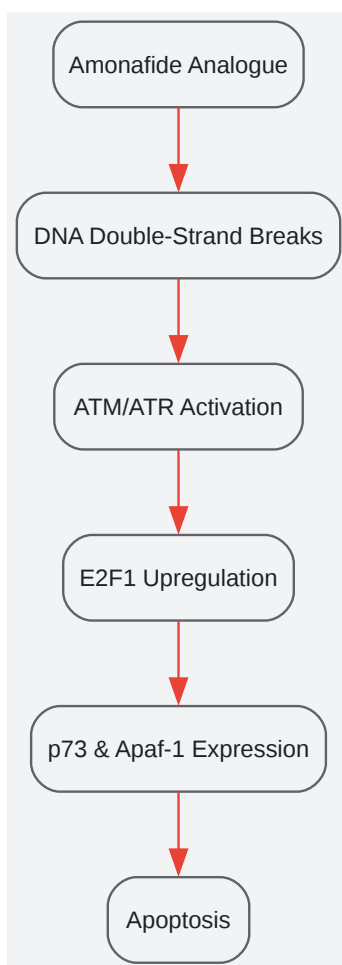 Amonafide Analogue
DNA Double-Strand Breaks
ATM/ATR Activation
E2F1 Upregulation
p73 & Apaf-1 Expression
Apoptosis